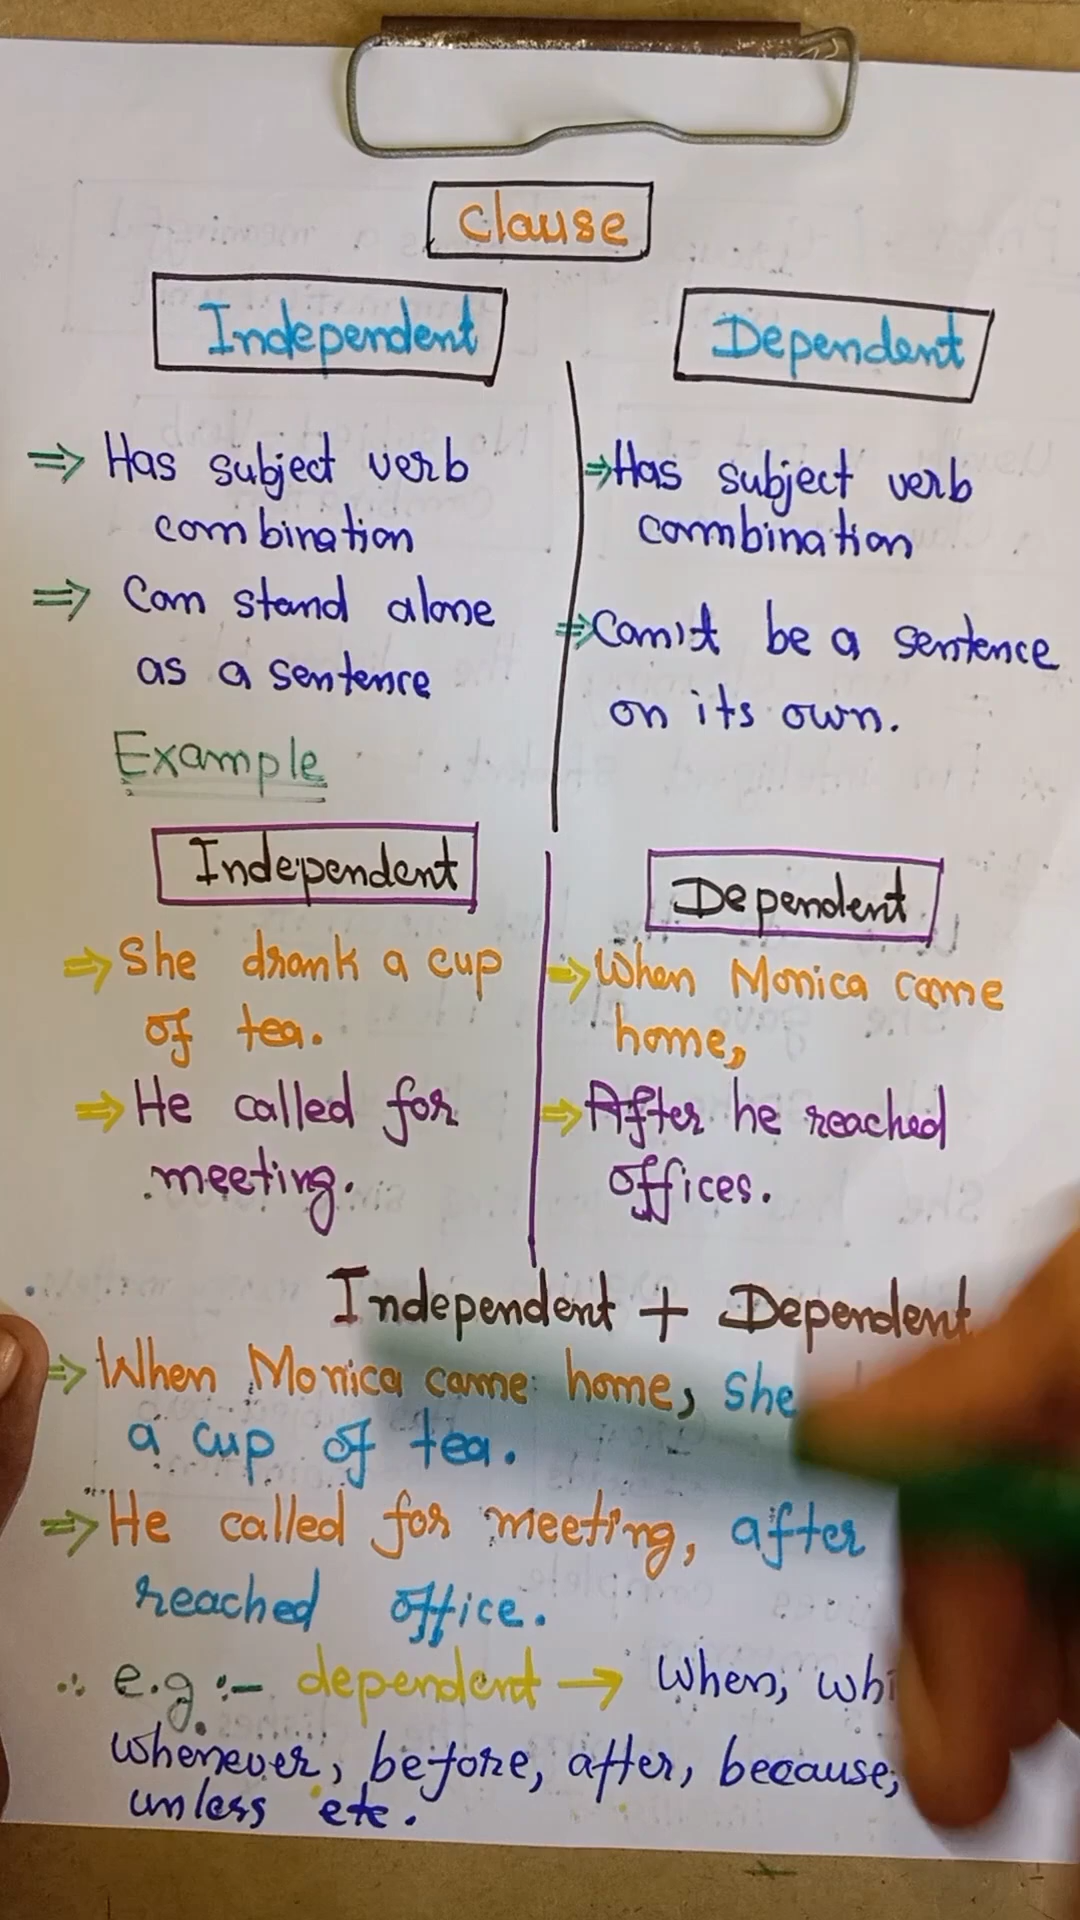 Clause
Independent
Dependent
⇒ Has subject verb
combination
⇒ Can stand alone
as a sentence
⇒ Has subject verb
combination
⇒ Can't be a sentence
on its own.
Example
Independent
⇒ She drank a cup
of tea.
⇒ He called for
meeting.
Dependent
⇒ When Monica came
home,
⇒ After he reached
offices.
Independent + Dependent
⇒ When Monica came home, she
a cup of tea.
⇒ He called for meeting, after
reached office.
∴ e.g :- dependent → When,
whenever, before, after, because,
unless etc.